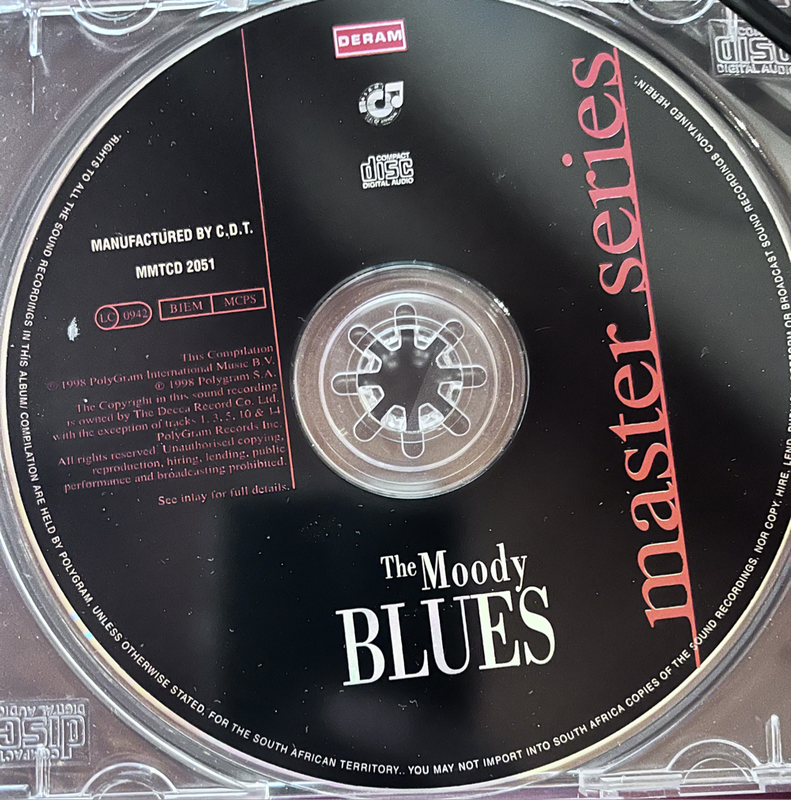 DERAM
COMPACT
disc
DIGITAL AUDIO
MANUFACTURED BY C.D.T.
MMTCD 2051
LC 0942
BIEM MCPS
This Compilation
℗ 1998 PolyGram International Music B.V.
© 1998 Polygram S.A.
The Copyright in this sound recording
is owned by The Decca Record Co. Ltd.
with the exception of tracks 1, 3, 5, 10 & 14
PolyGram Records Inc.
All rights reserved. Unauthorised copying,
reproduction, hiring, lending, public
performance and broadcasting prohibited.
See inlay for full details.
master series
The Moody
BLUES
"RIGHTS TO ALL THE SOUND RECORDINGS IN THIS ALBUM/ COMPILATION ARE HELD BY POLYGRAM, UNLESS OTHERWISE STATED, FOR THE SOUTH AFRICAN TERRITORY.. YOU MAY NOT IMPORT INTO SOUTH AFRICA COPIES OF THE SOUND RECORDINGS. NOR COPY, HIRE, LEND, OR BROADCAST SOUND RECORDINGS CONTAINED HEREIN".
COMPACT
disc
DIGITAL AUDIO
COMPACT
disc
DIGITAL AUDIO